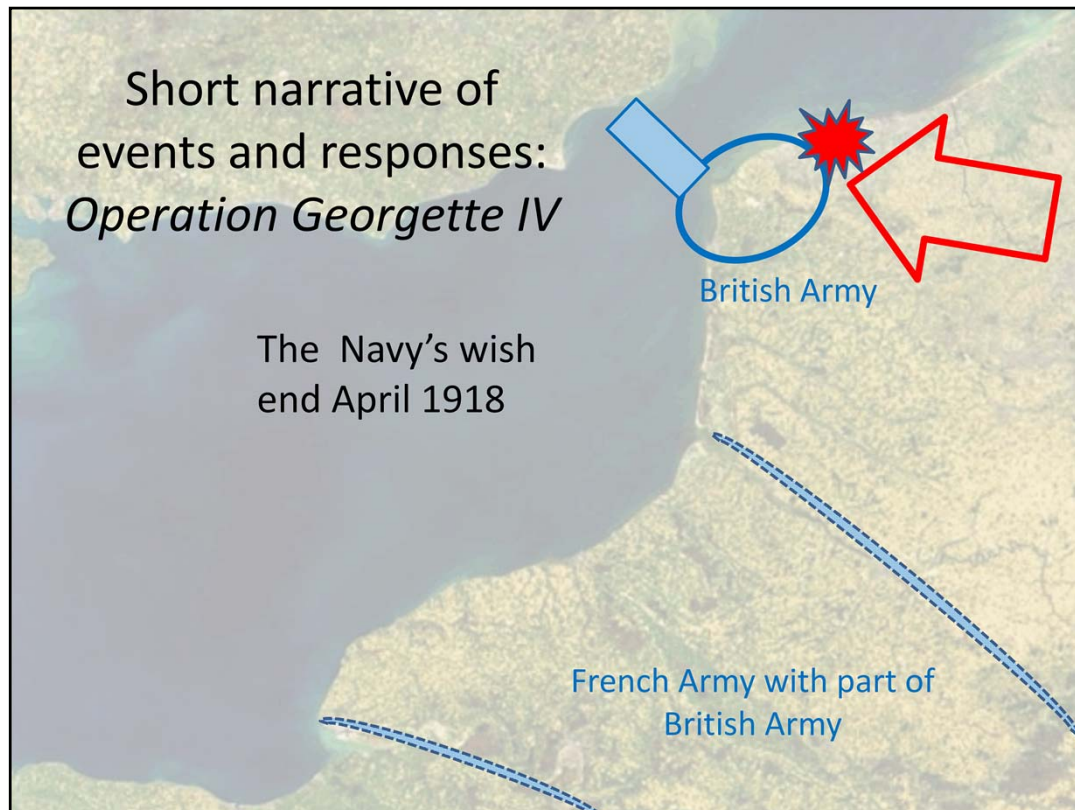 Short narrative of
events and responses:
Operation Georgette IV
British Army
The  Navy’s wish
end April 1918
French Army with part of
British Army